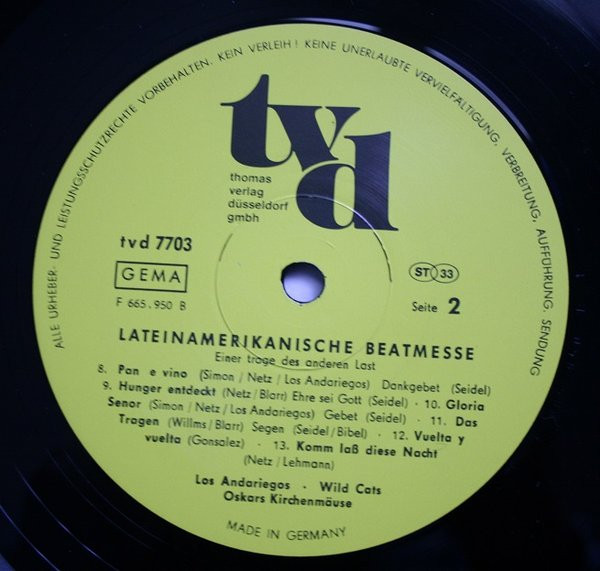 ALLE URHEBER- UND LEISTUNGSSCHUTZRECHTE VORBEHALTEN. KEIN VERLEIH! KEINE UNERLAUBTE VERVIELFÄLTIGUNG, VERBREITUNG, AUFFÜHRUNG, SENDUNG
tvd
thomas
verlag
düsseldorf
gmbh
tvd 7703
GEMA
F 665.950 B
ST 33
Seite 2
LATEINAMERIKANISCHE BEATMESSE
Einer trage des anderen Last
8. Pan e vino (Simon / Netz / Los Andariegos) Dankgebet (Seidel)
9. Hunger entdeckt (Netz / Blarr) Ehre sei Gott (Seidel) · 10. Gloria
Senor (Simon / Netz / Los Andariegos) Gebet (Seidel) · 11. Das
Tragen (Willms / Blarr) Segen (Seidel / Bibel) · 12. Vuelta y
vuelta (Gonsalez) · 13. Komm laß diese Nacht
(Netz / Lehmann)
Los Andariegos · Wild Cats
Oskars Kirchenmäuse
MADE IN GERMANY